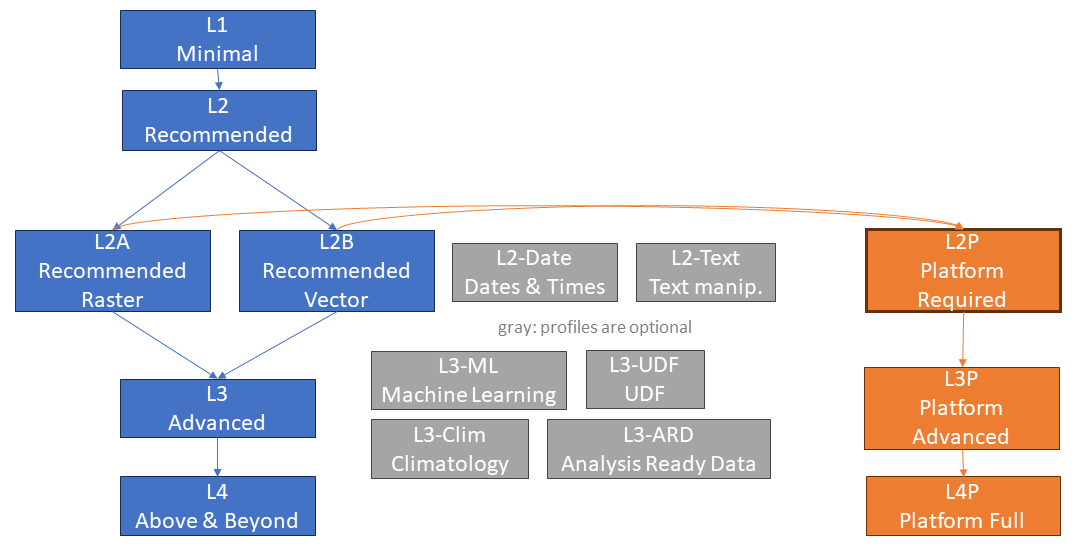 L1
Minimal
L2
Recommended
L2A
Recommended
Raster
L2B
Recommended
Vector
L2-Date
Dates & Times
L2-Text
Text manip.
L2P
Platform
Required
gray: profiles are optional
L3-ML
Machine Learning
L3-UDF
UDF
L3
Advanced
L3P
Platform
Advanced
L3-Clim
Climatology
L3-ARD
Analysis Ready Data
L4
Above & Beyond
L4P
Platform Full